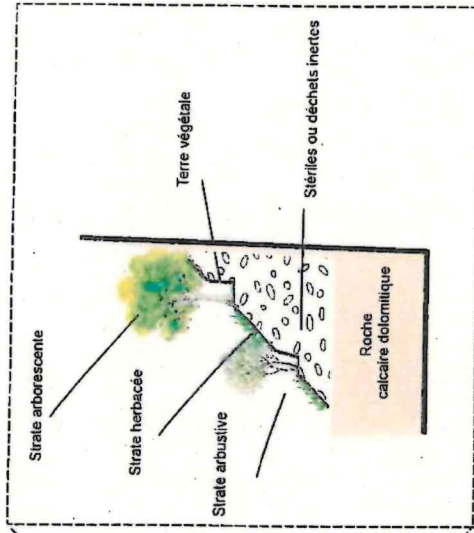 Strate arborescente
Terre végétale
Strate herbacée
Stériles ou déchets inertes
Strate arbustive
Roche
calcaire dolomitique